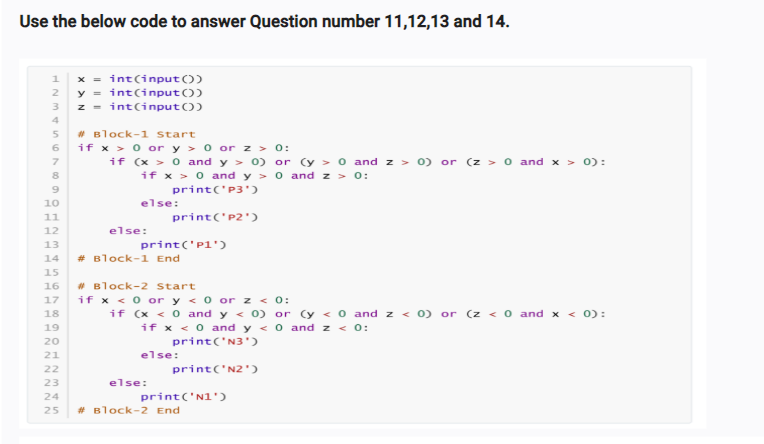 Use the below code to answer Question number 11,12,13 and 14.
1 x = int(input())
2 y = int(input())
3 z = int(input())
4
5 # Block-1 Start
6 if x > 0 or y > 0 or z > 0:
7     if (x > 0 and y > 0) or (y > 0 and z > 0) or (z > 0 and x > 0):
8         if x > 0 and y > 0 and z > 0:
9             print('P3')
10         else:
11             print('P2')
12     else:
13         print('P1')
14 # Block-1 End
15
16 # Block-2 Start
17 if x < 0 or y < 0 or z < 0:
18     if (x < 0 and y < 0) or (y < 0 and z < 0) or (z < 0 and x < 0):
19         if x < 0 and y < 0 and z < 0:
20             print('N3')
21         else:
22             print('N2')
23     else:
24         print('N1')
25 # Block-2 End